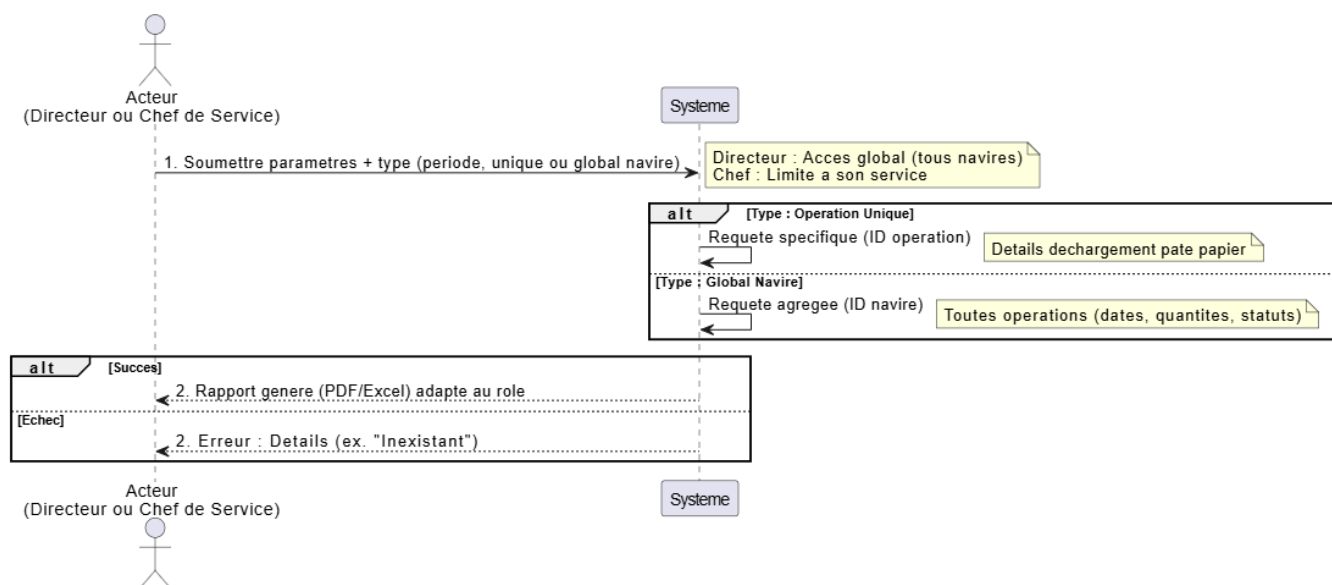 Acteur
(Directeur ou Chef de Service)
Systeme
1. Soumettre parametres + type (periode, unique ou global navire)
Directeur : Acces global (tous navires)
Chef : Limite a son service
alt
[Type : Operation Unique]
Requete specifique (ID operation)
Details dechargement pate papier
[Type : Global Navire]
Requete agregee (ID navire)
Toutes operations (dates, quantites, statuts)
alt
[Succes]
2. Rapport genere (PDF/Excel) adapte au role
[Echec]
2. Erreur : Details (ex. "Inexistant")
Acteur
(Directeur ou Chef de Service)
Systeme